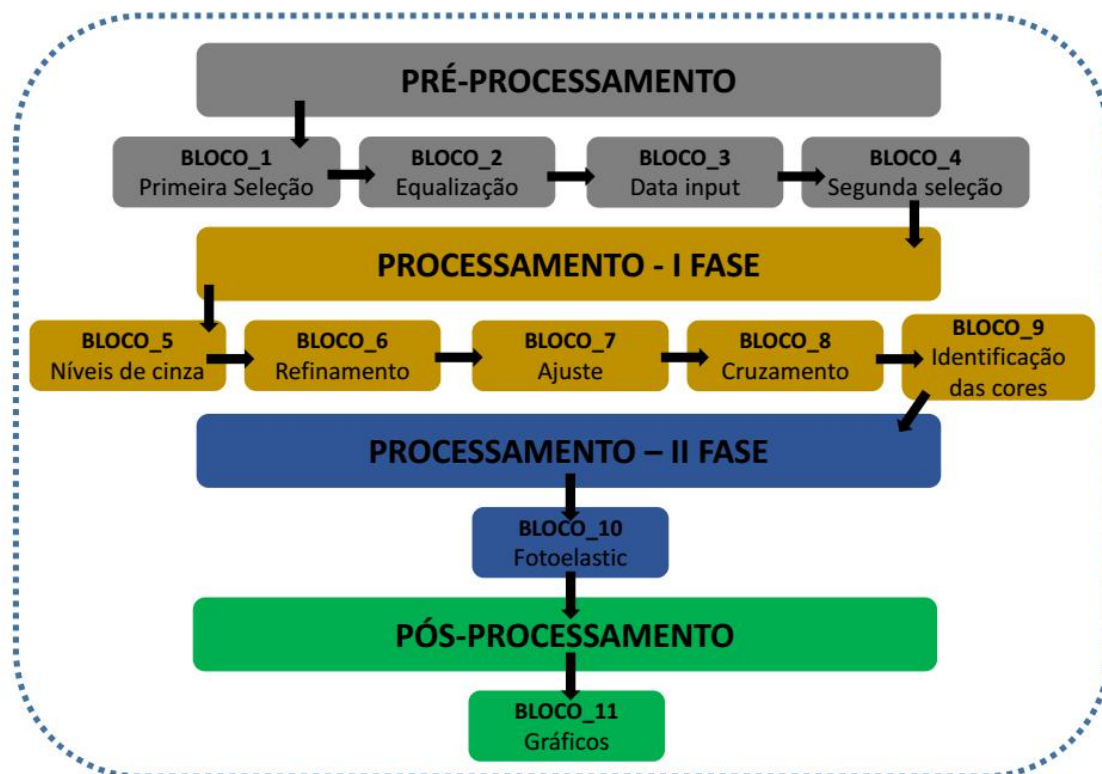 PRÉ-PROCESSAMENTO
BLOCO_1
Primeira Seleção
BLOCO_2
Equalização
BLOCO_3
Data input
BLOCO_4
Segunda seleção
PROCESSAMENTO - I FASE
BLOCO_5
Níveis de cinza
BLOCO_6
Refinamento
BLOCO_7
Ajuste
BLOCO_8
Cruzamento
BLOCO_9
Identificação
das cores
PROCESSAMENTO – II FASE
BLOCO_10
Fotoelastic
PÓS-PROCESSAMENTO
BLOCO_11
Gráficos